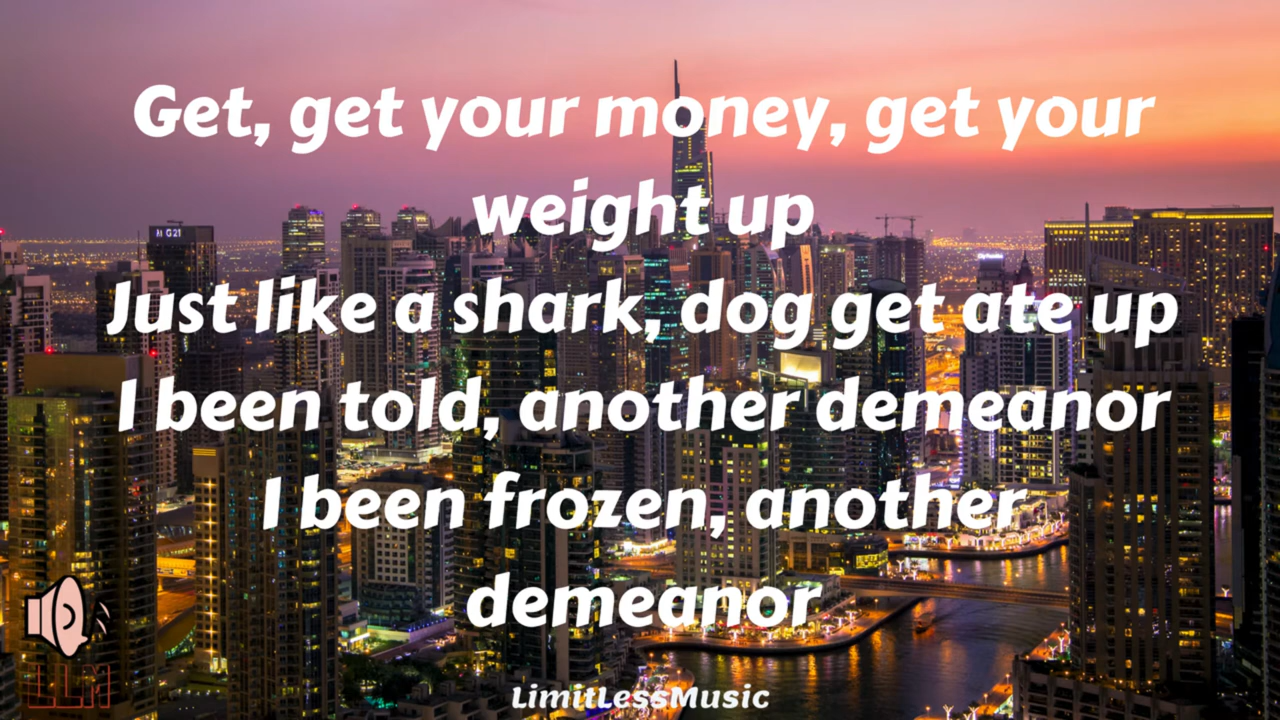 Get, get your money, get your
weight up
Just like a shark, dog get ate up
I been told, another demeanor
I been frozen, another
demeanor
LLM
LimitLessMusic